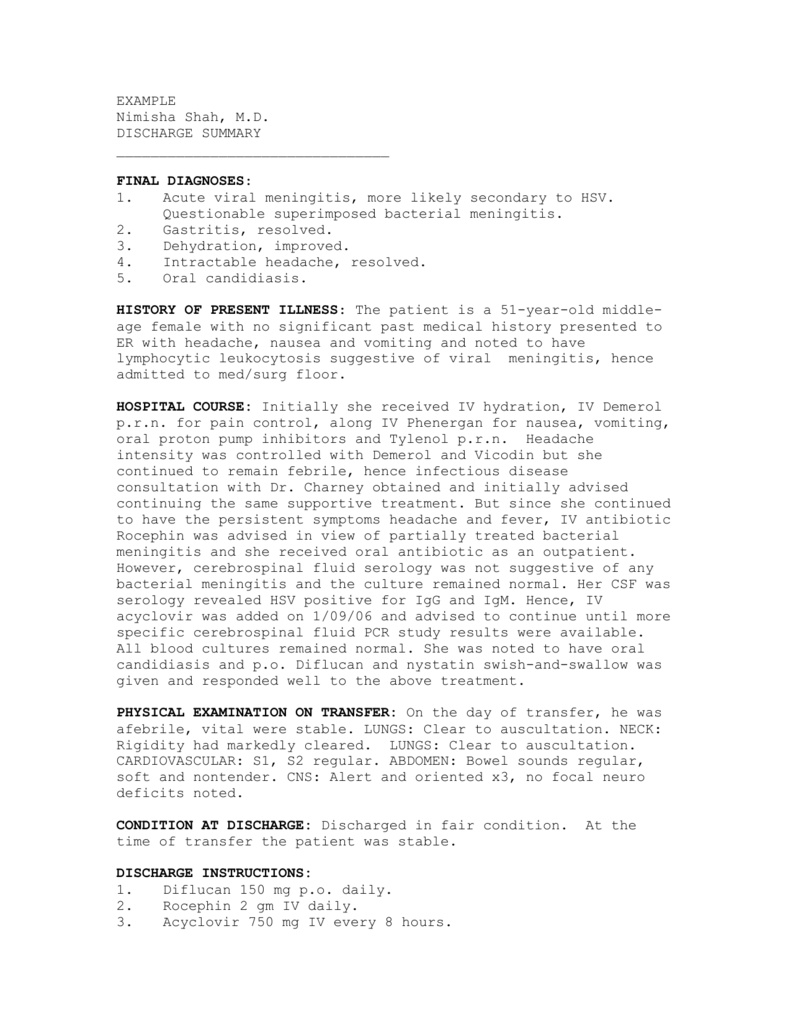 EXAMPLE
Nimisha Shah, M.D.
DISCHARGE SUMMARY
________________________________
FINAL DIAGNOSES:
1. Acute viral meningitis, more likely secondary to HSV.
Questionable superimposed bacterial meningitis.
2. Gastritis, resolved.
3. Dehydration, improved.
4. Intractable headache, resolved.
5. Oral candidiasis.
HISTORY OF PRESENT ILLNESS: The patient is a 51-year-old middle-
age female with no significant past medical history presented to
ER with headache, nausea and vomiting and noted to have
lymphocytic leukocytosis suggestive of viral  meningitis, hence
admitted to med/surg floor.
HOSPITAL COURSE: Initially she received IV hydration, IV Demerol
p.r.n. for pain control, along IV Phenergan for nausea, vomiting,
oral proton pump inhibitors and Tylenol p.r.n.  Headache
intensity was controlled with Demerol and Vicodin but she
continued to remain febrile, hence infectious disease
consultation with Dr. Charney obtained and initially advised
continuing the same supportive treatment. But since she continued
to have the persistent symptoms headache and fever, IV antibiotic
Rocephin was advised in view of partially treated bacterial
meningitis and she received oral antibiotic as an outpatient.
However, cerebrospinal fluid serology was not suggestive of any
bacterial meningitis and the culture remained normal. Her CSF was
serology revealed HSV positive for IgG and IgM. Hence, IV
acyclovir was added on 1/09/06 and advised to continue until more
specific cerebrospinal fluid PCR study results were available.
All blood cultures remained normal. She was noted to have oral
candidiasis and p.o. Diflucan and nystatin swish-and-swallow was
given and responded well to the above treatment.
PHYSICAL EXAMINATION ON TRANSFER: On the day of transfer, he was
afebrile, vital were stable. LUNGS: Clear to auscultation. NECK:
Rigidity had markedly cleared.  LUNGS: Clear to auscultation.
CARDIOVASCULAR: S1, S2 regular. ABDOMEN: Bowel sounds regular,
soft and nontender. CNS: Alert and oriented x3, no focal neuro
deficits noted.
CONDITION AT DISCHARGE: Discharged in fair condition.  At the
time of transfer the patient was stable.
DISCHARGE INSTRUCTIONS:
1. Diflucan 150 mg p.o. daily.
2. Rocephin 2 gm IV daily.
3. Acyclovir 750 mg IV every 8 hours.